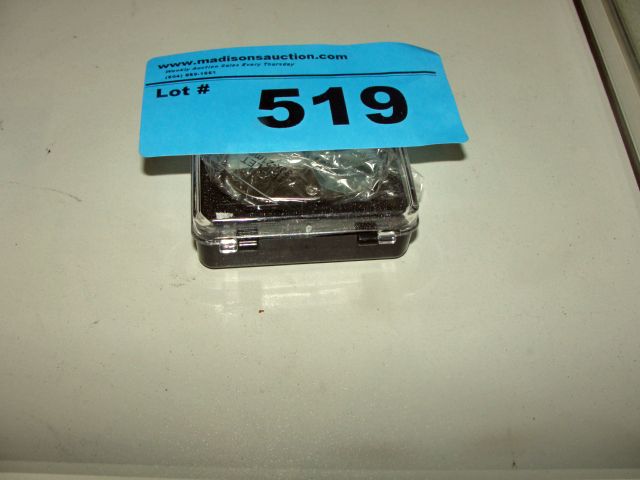 www.madisonsauction.com
Weekly Auction Sales Every Thursday
Lot # 519